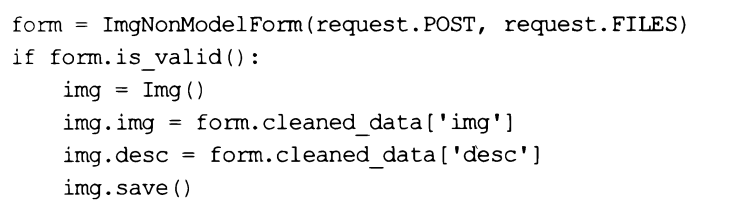 form = ImgNonModelForm(request.POST, request.FILES)
if form.is_valid():
    img = Img()
    img.img = form.cleaned_data['img']
    img.desc = form.cleaned_data['desc']
    img.save()